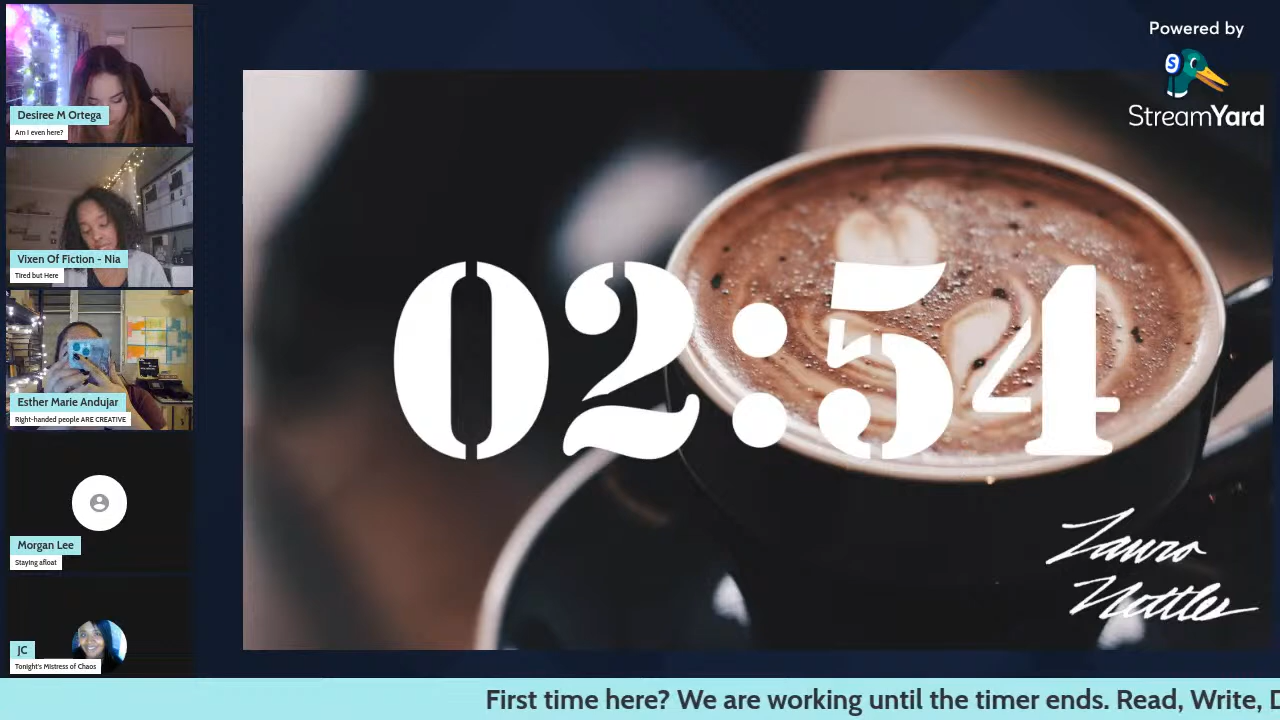 Powered by
StreamYard
Desiree M Ortega
Am I even here?
Vixen Of Fiction - Nia
Tired but Here
Esther Marie Andujar
Right-handed people ARE CREATIVE
Morgan Lee
Staying afloat
JC
Tonight's Mistress of Chaos
02:54
First time here? We are working until the timer ends. Read, Write, D